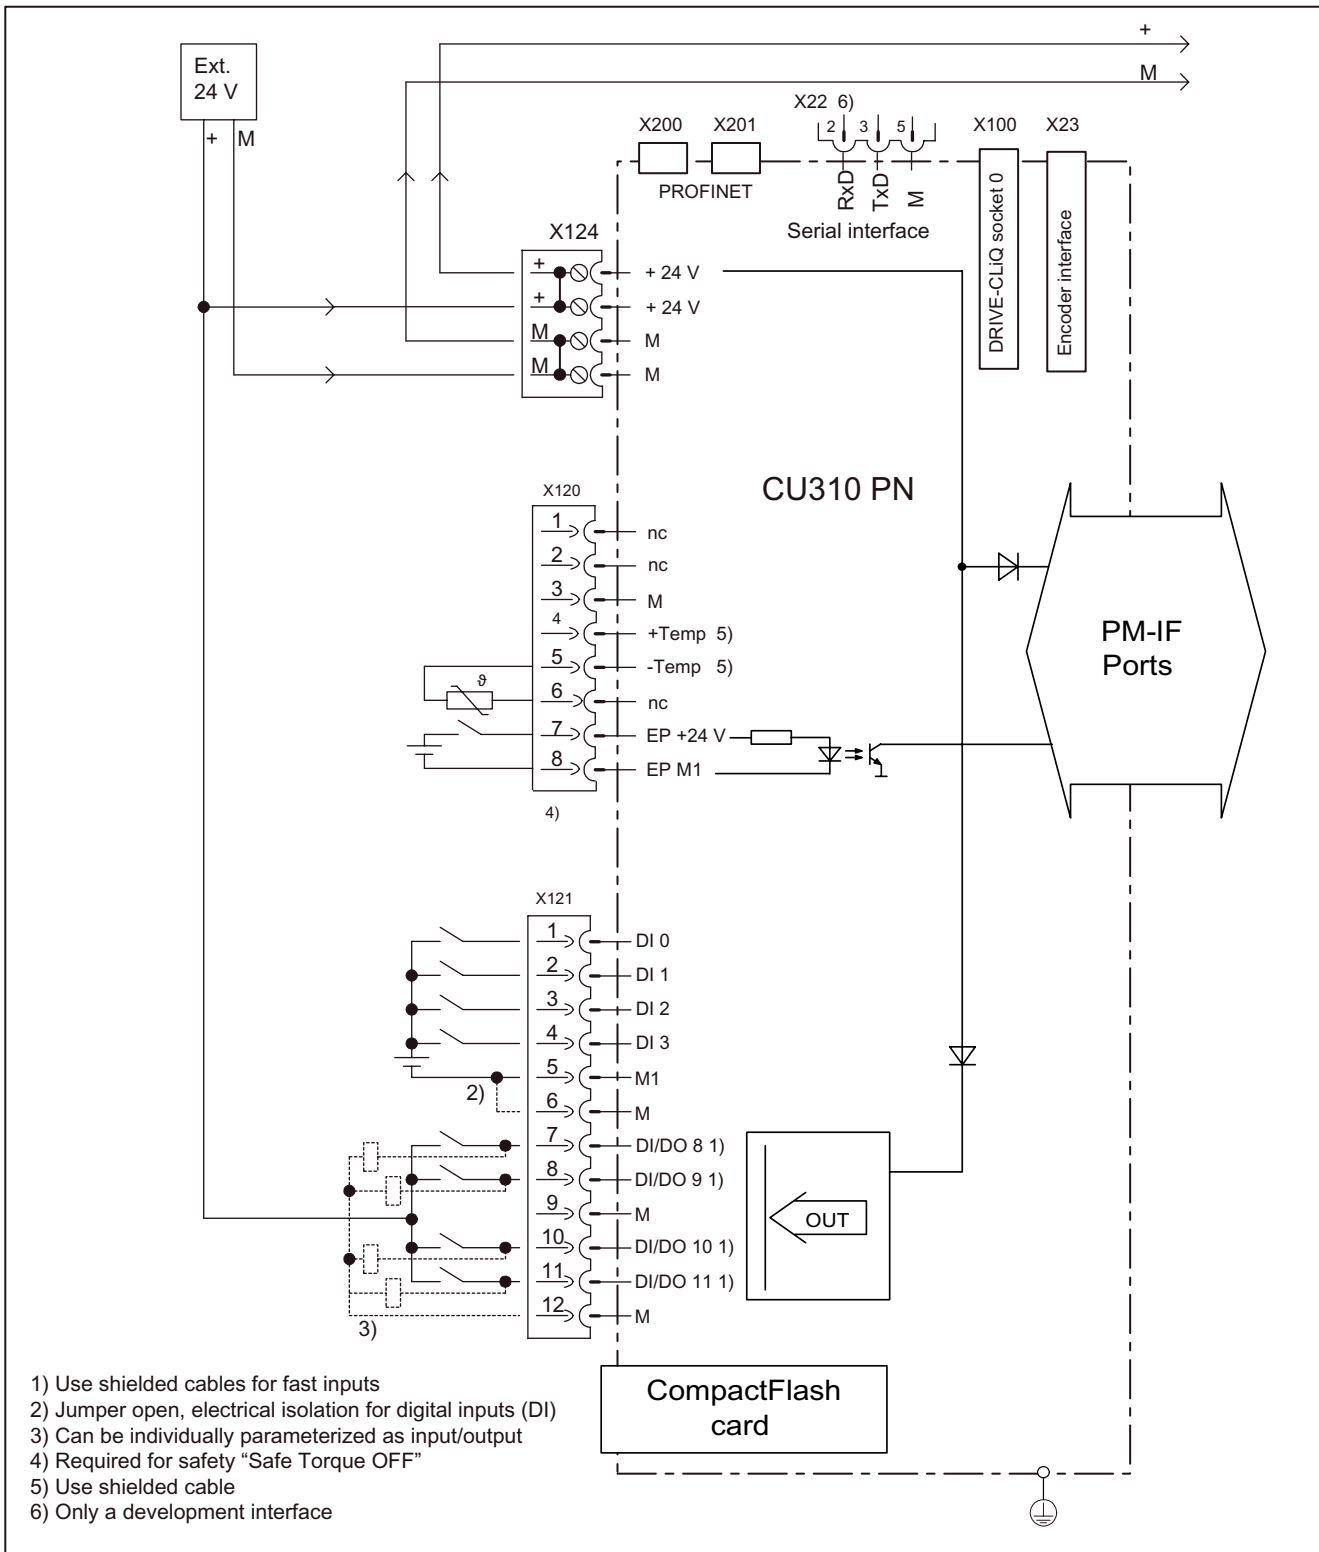 +
M
Ext.
24 V
+ M
X22 6)
X200 X201
2 3 5
X100 X23
PROFINET
RxD
TxD
M
Serial interface
DRIVE-CLiQ socket 0
Encoder interface
X124
+ + 24 V
+ + 24 V
M M
M M
CU310 PN
X120
1 nc
2 nc
3 M
4 +Temp 5)
5 -Temp 5)
ϑ
6 nc
7 EP +24 V
8 EP M1
4)
PM-IF
Ports
X121
1 DI 0
2 DI 1
3 DI 2
4 DI 3
5 M1
2)
6 M
7 DI/DO 8 1)
8 DI/DO 9 1)
9 M
10 DI/DO 10 1)
11 DI/DO 11 1)
12 M
3)
OUT
CompactFlash
card
1) Use shielded cables for fast inputs
2) Jumper open, electrical isolation for digital inputs (DI)
3) Can be individually parameterized as input/output
4) Required for safety “Safe Torque OFF”
5) Use shielded cable
6) Only a development interface